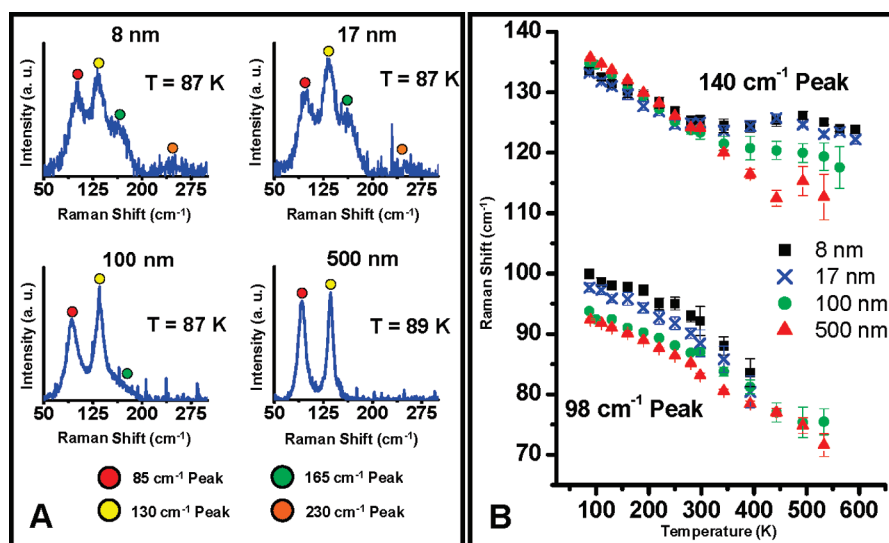 8 nm
T = 87 K
Intensity (a. u.)
50 125 200 275
Raman Shift (cm-1)
17 nm
T = 87 K
Intensity (a. u.)
50 125 200 275
Raman Shift (cm-1)
100 nm
T = 87 K
Intensity (a. u.)
50 125 200 275
Raman Shift (cm-1)
500 nm
T = 89 K
Intensity (a. u.)
50 125 200 275
Raman Shift (cm-1)
85 cm-1 Peak
165 cm-1 Peak
130 cm-1 Peak
230 cm-1 Peak
A
140
135
130
125
120
115
110
100
90
80
70
Raman Shift (cm-1)
140 cm-1 Peak
8 nm
17 nm
100 nm
500 nm
98 cm-1 Peak
100 200 300 400 500 600
Temperature (K)
B